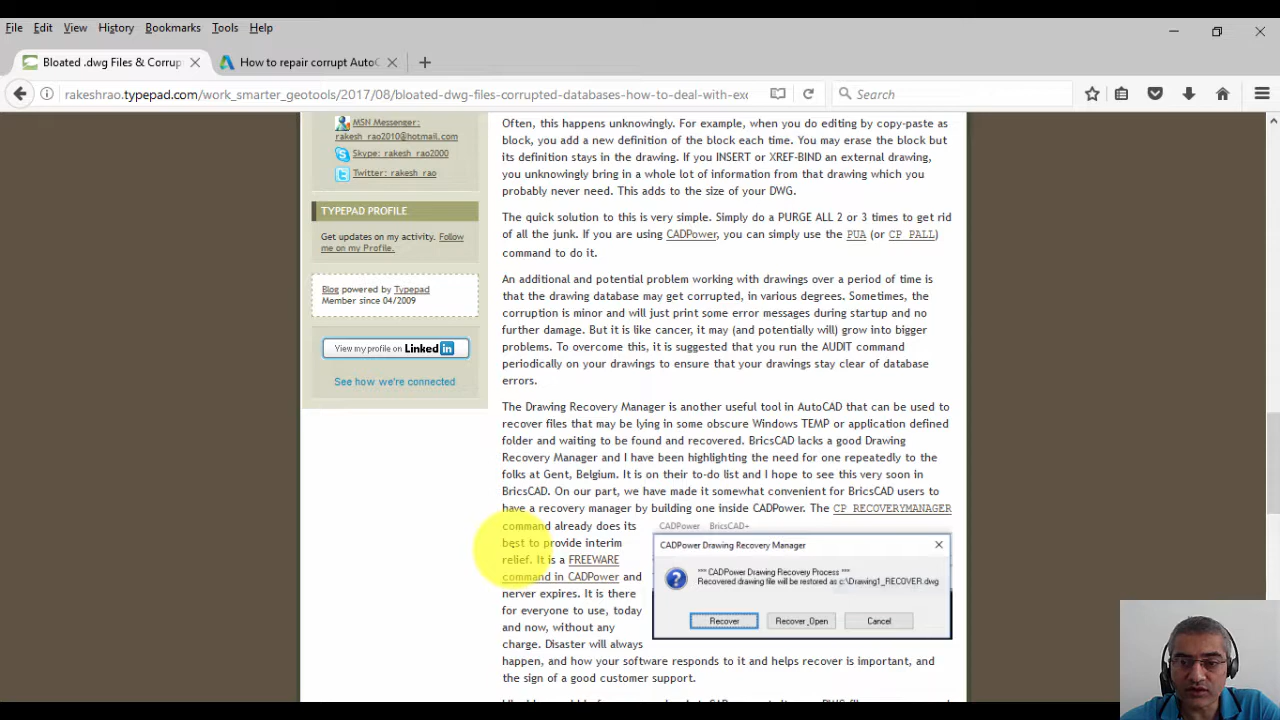 File Edit View History Bookmarks Tools Help
Bloated .dwg Files & Corrup
How to repair corrupt AutoC
rakeshrao.typepad.com/work_smarter_geotools/2017/08/bloated-dwg-files-corrupted-databases-how-to-deal-with-exc
Search
MSN Messenger:
rakesh_rao2010@hotmail.com
Skype: rakesh_rao2000
Twitter: rakesh_rao
TYPEPAD PROFILE
Get updates on my activity. Follow
me on my Profile.
Blog powered by Typepad
Member since 04/2009
View my profile on Linked in
See how we're connected
Often, this happens unknowingly. For example, when you do editing by copy-paste as
block, you add a new definition of the block each time. You may erase the block but
its definition stays in the drawing. If you INSERT or XREF-BIND an external drawing,
you unknowingly bring in a whole lot of information from that drawing which you
probably never need. This adds to the size of your DWG.
The quick solution to this is very simple. Simply do a PURGE ALL 2 or 3 times to get rid
of all the junk. If you are using CADPower, you can simply use the PUA (or CP_PALL)
command to do it.
An additional and potential problem working with drawings over a period of time is
that the drawing database may get corrupted, in various degrees. Sometimes, the
corruption is minor and will just print some error messages during startup and no
further damage. But it is like cancer, it may (and potentially will) grow into bigger
problems. To overcome this, it is suggested that you run the AUDIT command
periodically on your drawings to ensure that your drawings stay clear of database
errors.
The Drawing Recovery Manager is another useful tool in AutoCAD that can be used to
recover files that may be lying in some obscure Windows TEMP or application defined
folder and waiting to be found and recovered. BricsCAD lacks a good Drawing
Recovery Manager and I have been highlighting the need for one repeatedly to the
folks at Gent, Belgium. It is on their to-do list and I hope to see this very soon in
BricsCAD. On our part, we have made it somewhat convenient for BricsCAD users to
have a recovery manager by building one inside CADPower. The CP_RECOVERYMANAGER
command already does its
best to provide interim
relief. It is a FREEWARE
command in CADPower and
nerver expires. It is there
for everyone to use, today
and now, without any
charge. Disaster will always
happen, and how your software responds to it and helps recover is important, and
the sign of a good customer support.
CADPower BricsCAD+
CADPower Drawing Recovery Manager
*** CADPower Drawing Recovery Process ***
Recovered drawing file will be restored as c:\Drawing1_RECOVER.dwg
Recover Recover_Open Cancel